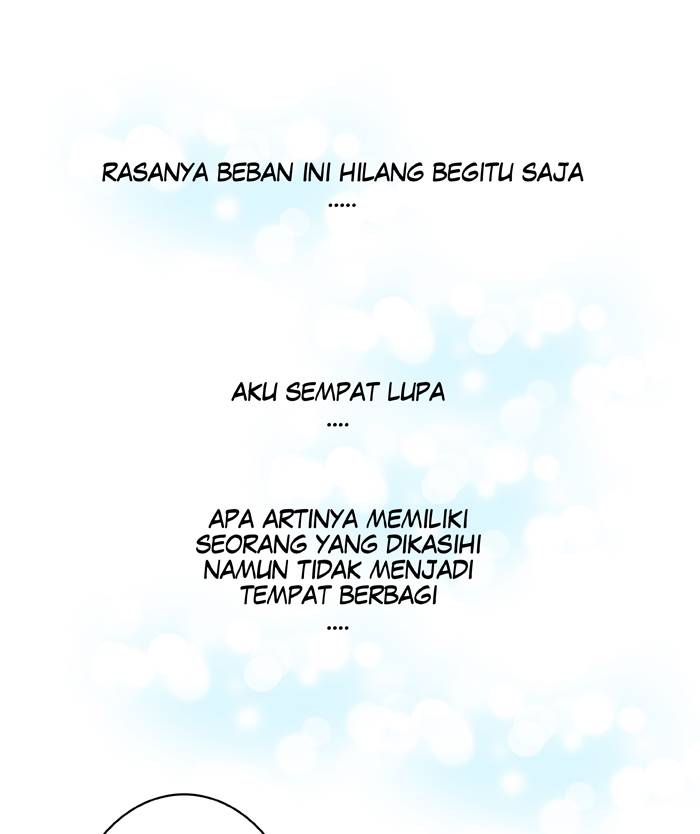 RASANYA BEBAN INI HILANG BEGITU SAJA
.....
AKU SEMPAT LUPA
....
APA ARTINYA MEMILIKI
SEORANG YANG DIKASIHI
NAMUN TIDAK MENJADI
TEMPAT BERBAGI
....